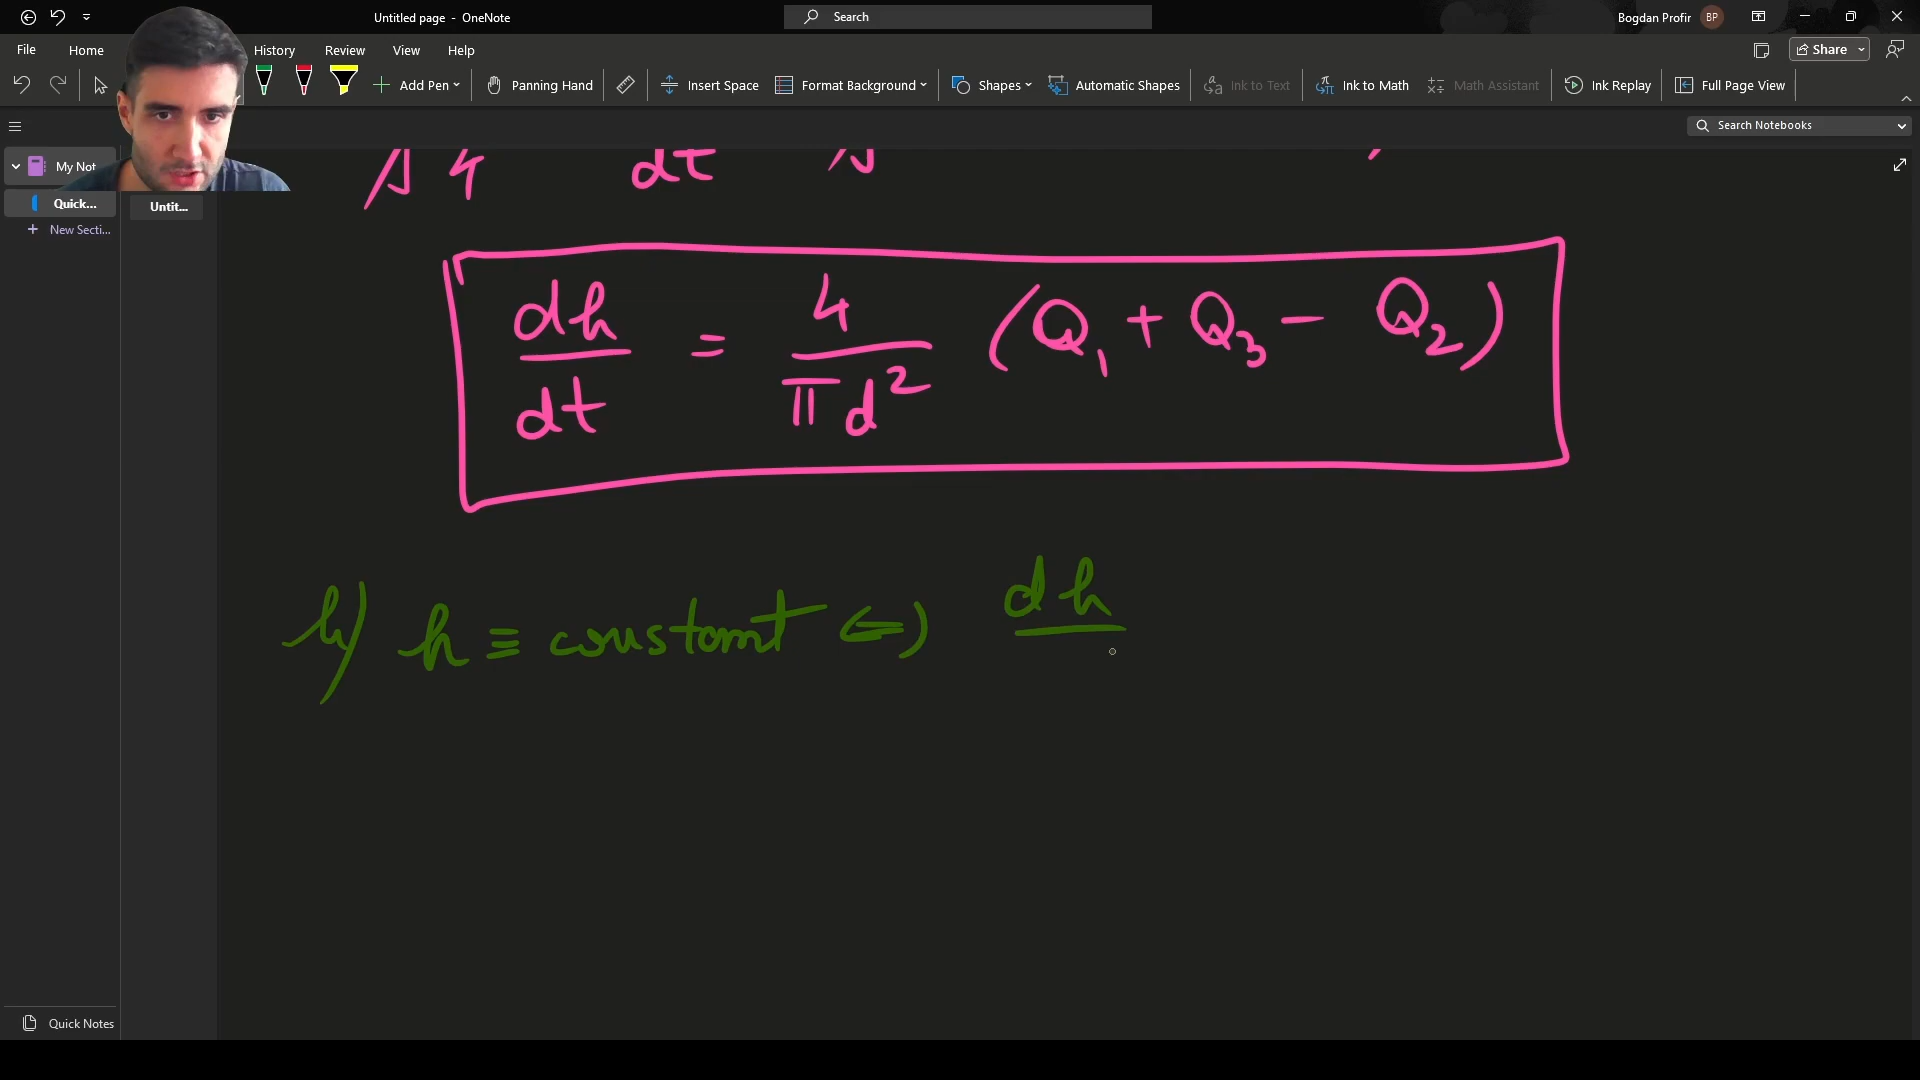 Untitled page - OneNote
Search
Bogdan Profir BP
File Home History Review View Help
Share
Add Pen Panning Hand Insert Space Format Background Shapes Automatic Shapes Ink to Text Ink to Math Math Assistant Ink Replay Full Page View
Search Notebooks
My Not
Quick... Untit...
+ New Secti...
4 dt
dh/dt = 4/πd² (Q₁ + Q₃ − Q₂)
b) h ≡ constant ⇔ dh
Quick Notes